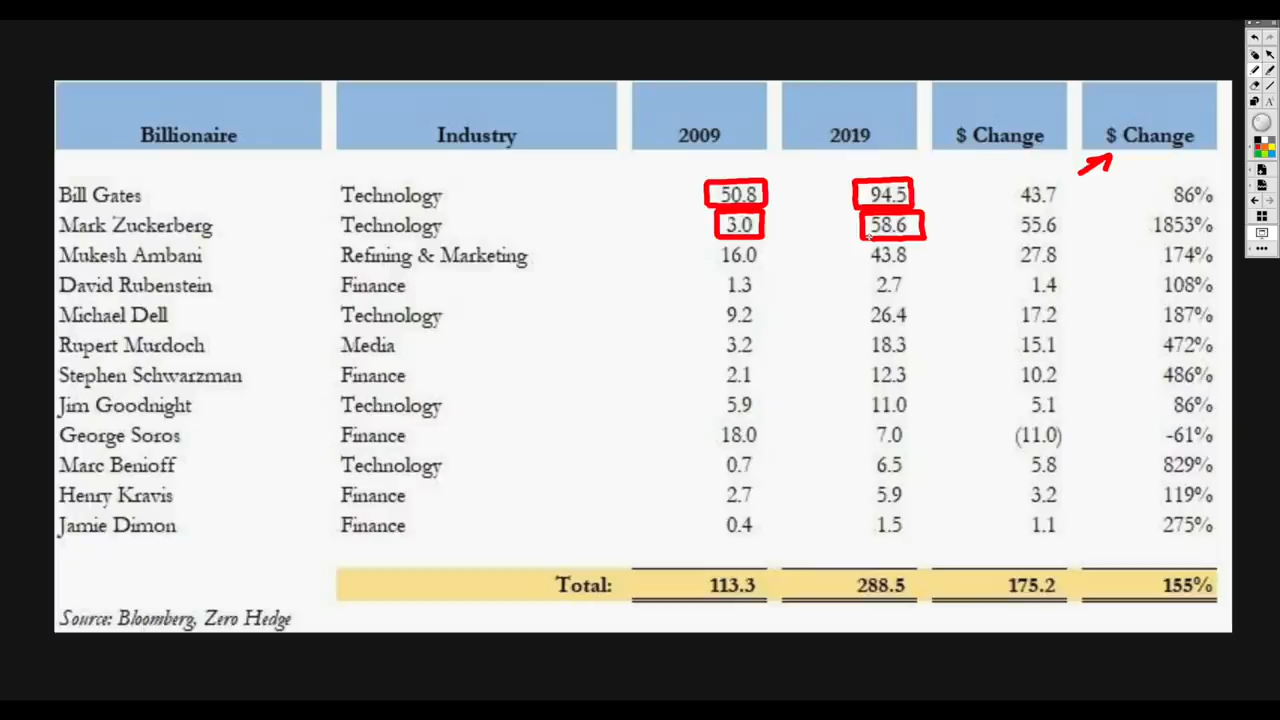 Billionaire Industry 2009 2019 $ Change $ Change
Bill Gates Technology 50.8 94.5 43.7 86%
Mark Zuckerberg Technology 3.0 58.6 55.6 1853%
Mukesh Ambani Refining & Marketing 16.0 43.8 27.8 174%
David Rubenstein Finance 1.3 2.7 1.4 108%
Michael Dell Technology 9.2 26.4 17.2 187%
Rupert Murdoch Media 3.2 18.3 15.1 472%
Stephen Schwarzman Finance 2.1 12.3 10.2 486%
Jim Goodnight Technology 5.9 11.0 5.1 86%
George Soros Finance 18.0 7.0 (11.0) -61%
Marc Benioff Technology 0.7 6.5 5.8 829%
Henry Kravis Finance 2.7 5.9 3.2 119%
Jamie Dimon Finance 0.4 1.5 1.1 275%
Total: 113.3 288.5 175.2 155%
Source: Bloomberg, Zero Hedge